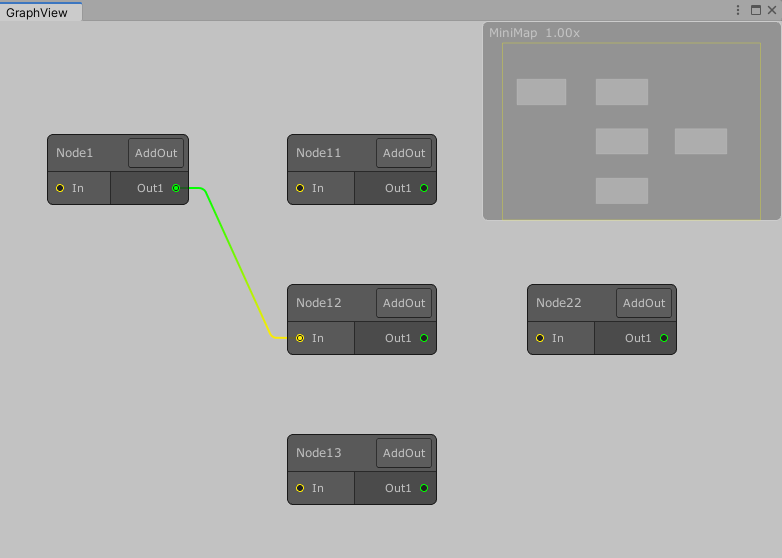 GraphView
MiniMap 1.00x
Node1 AddOut
In Out1
Node11 AddOut
In Out1
Node12 AddOut
In Out1
Node22 AddOut
In Out1
Node13 AddOut
In Out1